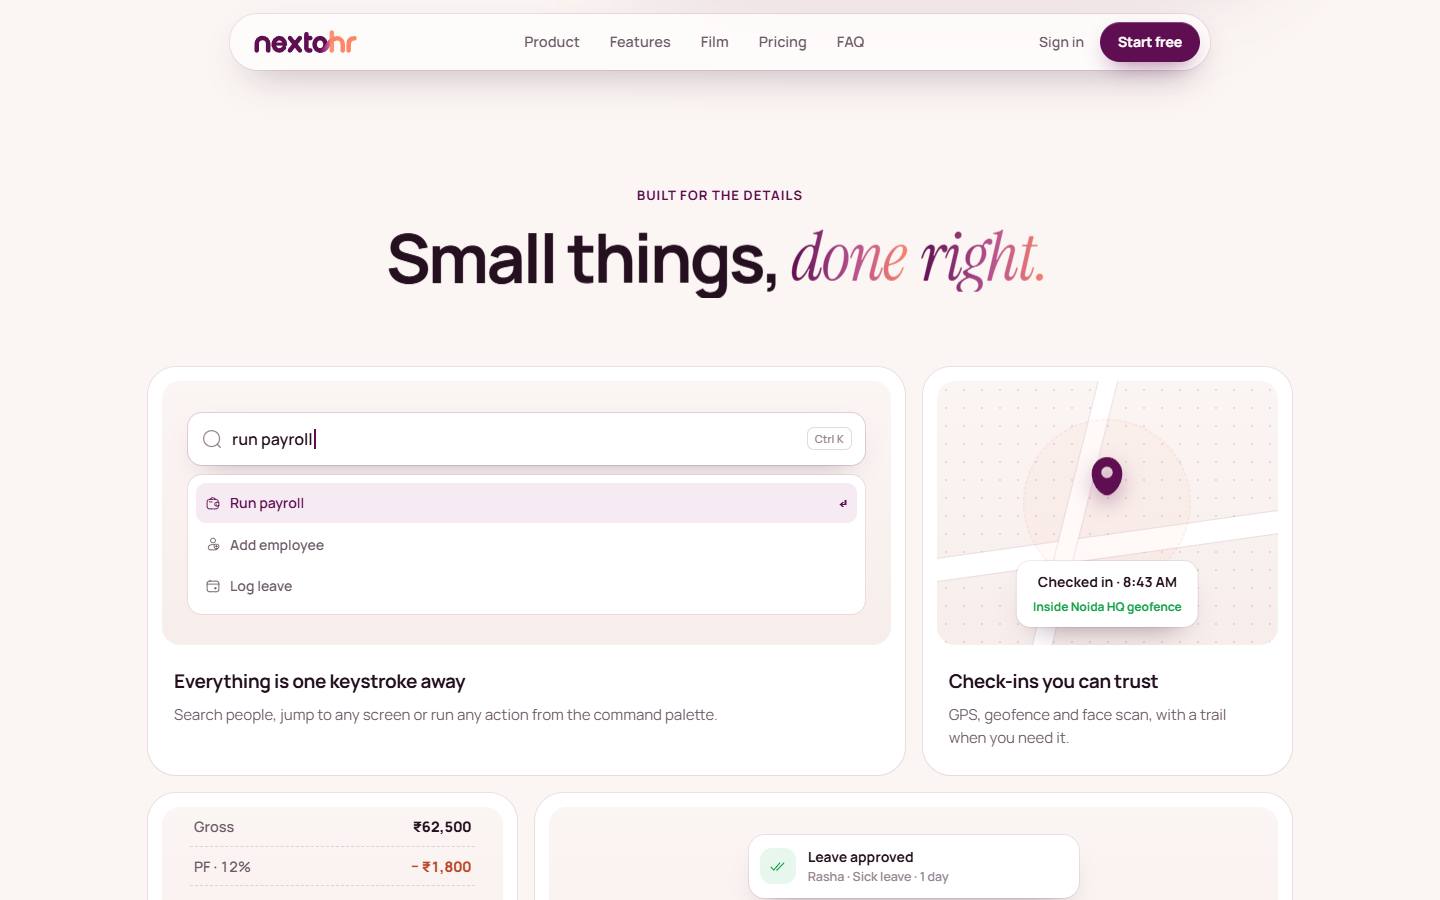 nextohr
Product Features Film Pricing FAQ Sign in Start free
BUILT FOR THE DETAILS
Small things, done right.
run payroll Ctrl K
Run payroll
Add employee
Log leave
Everything is one keystroke away
Search people, jump to any screen or run any action from the command palette.
Checked in · 8:43 AM
Inside Noida HQ geofence
Check-ins you can trust
GPS, geofence and face scan, with a trail
when you need it.
Gross ₹62,500
PF · 12% − ₹1,800
Leave approved
Rasha · Sick leave · 1 day